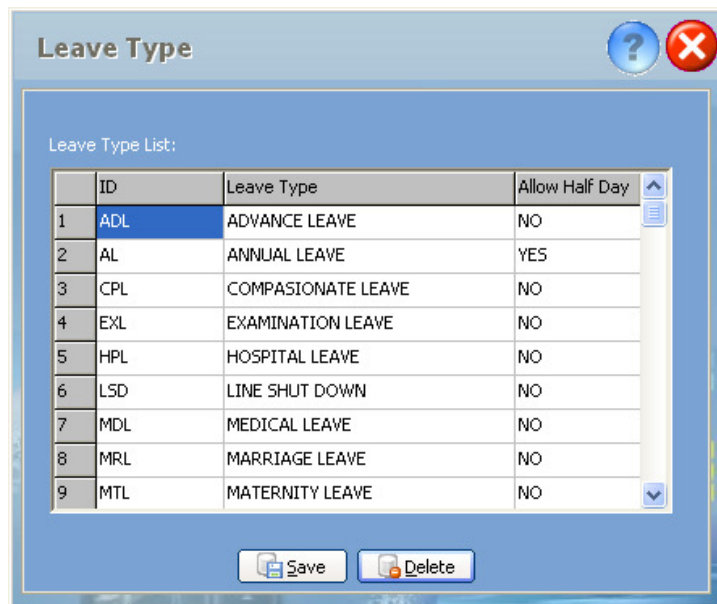 Leave Type
?
Leave Type List:
ID Leave Type Allow Half Day
1 ADL ADVANCE LEAVE NO
2 AL ANNUAL LEAVE YES
3 CPL COMPASIONATE LEAVE NO
4 EXL EXAMINATION LEAVE NO
5 HPL HOSPITAL LEAVE NO
6 LSD LINE SHUT DOWN NO
7 MDL MEDICAL LEAVE NO
8 MRL MARRIAGE LEAVE NO
9 MTL MATERNITY LEAVE NO
Save Delete